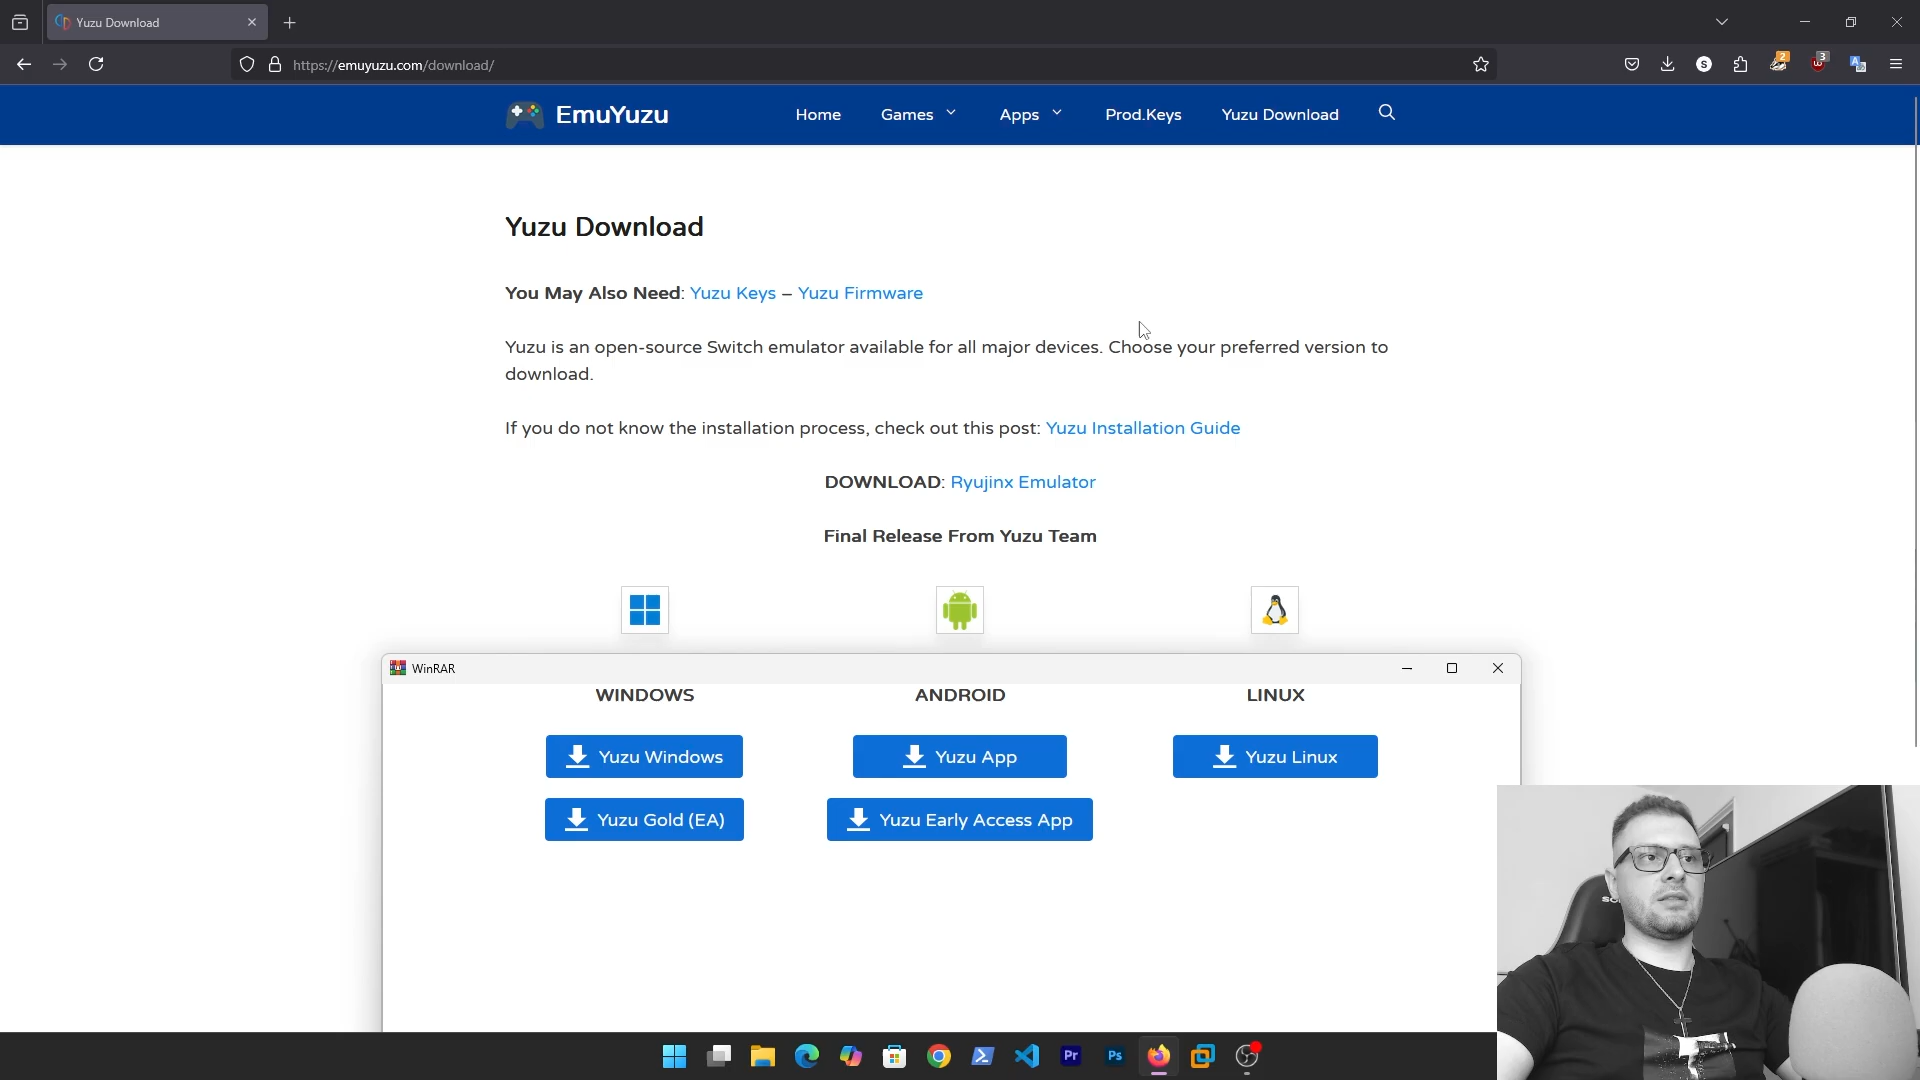 Yuzu Download
https://emuyuzu.com/download/
S
2
3
EmuYuzu
Home
Games
Apps
Prod.Keys
Yuzu Download
Yuzu Download
You May Also Need: Yuzu Keys – Yuzu Firmware
Yuzu is an open-source Switch emulator available for all major devices. Choose your preferred version to
download.
If you do not know the installation process, check out this post: Yuzu Installation Guide
DOWNLOAD: Ryujinx Emulator
Final Release From Yuzu Team
WinRAR
WINDOWS
ANDROID
LINUX
Yuzu Windows
Yuzu App
Yuzu Linux
Yuzu Gold (EA)
Yuzu Early Access App
Pr
Ps